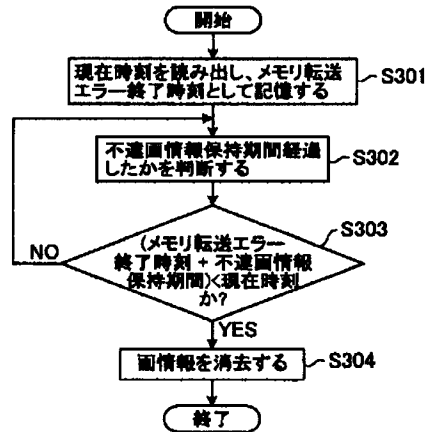 開始
現在時刻を読み出し、メモリ転送
エラー終了時刻として記憶する
S301
不達画情報保持期間経過
したかを判断する
S302
S303
(メモリ転送エラー
終了時刻 + 不達画情報
保持期間)<現在時刻
か?
NO
YES
画情報を消去する
S304
終了